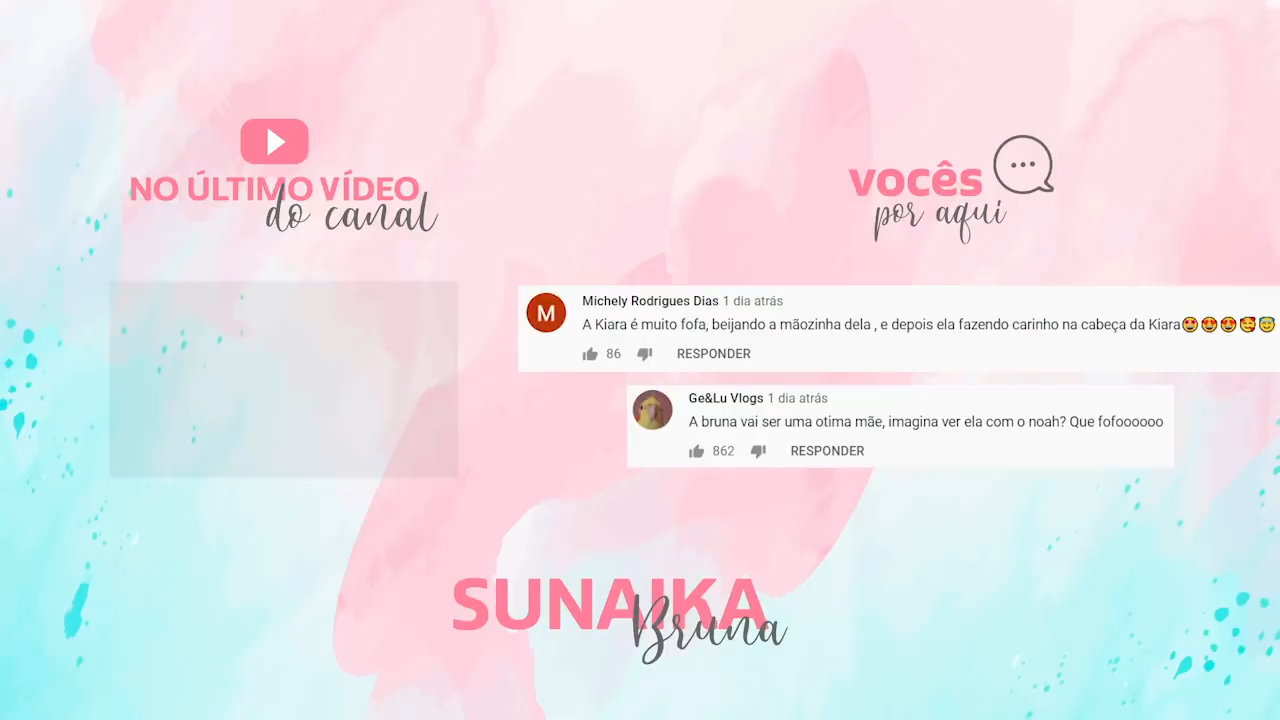 NO ÚLTIMO VÍDEO
do canal
vocês
por aqui
M
Michely Rodrigues Dias 1 dia atrás
A Kiara é muito fofa, beijando a mãozinha dela , e depois ela fazendo carinho na cabeça da Kiara😍😍😍🥰😇
86 RESPONDER
Ge&Lu Vlogs 1 dia atrás
A bruna vai ser uma otima mãe, imagina ver ela com o noah? Que fofoooooo
862 RESPONDER
SUNAIKA
Bruna